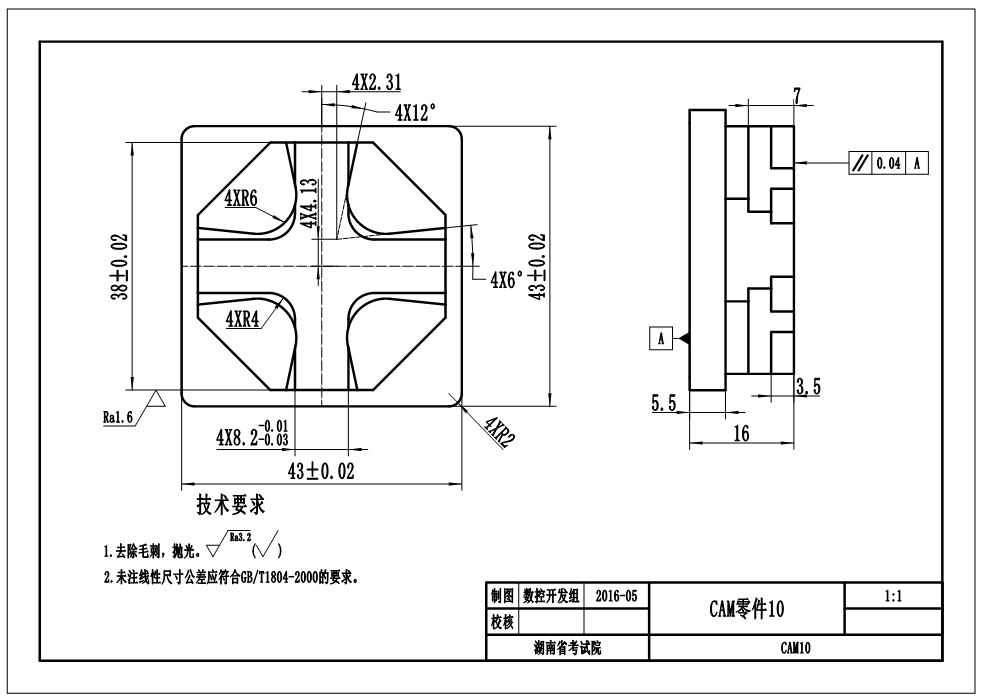 4X2.31
4X12°
7
4XR6
4X4.13
// 0.04 A
38±0.02
4X6°
43±0.02
4XR4
A
Ra1.6
3.5
5.5
4X8.2 -0.01 -0.03
4XR2
16
43±0.02
技术要求
1.去除毛刺，抛光。 Ra3.2 (√)
2.未注线性尺寸公差应符合GB/T1804-2000的要求。
制图 数控开发组 2016-05 CAM零件10 1:1
校核
湖南省考试院 CAM10